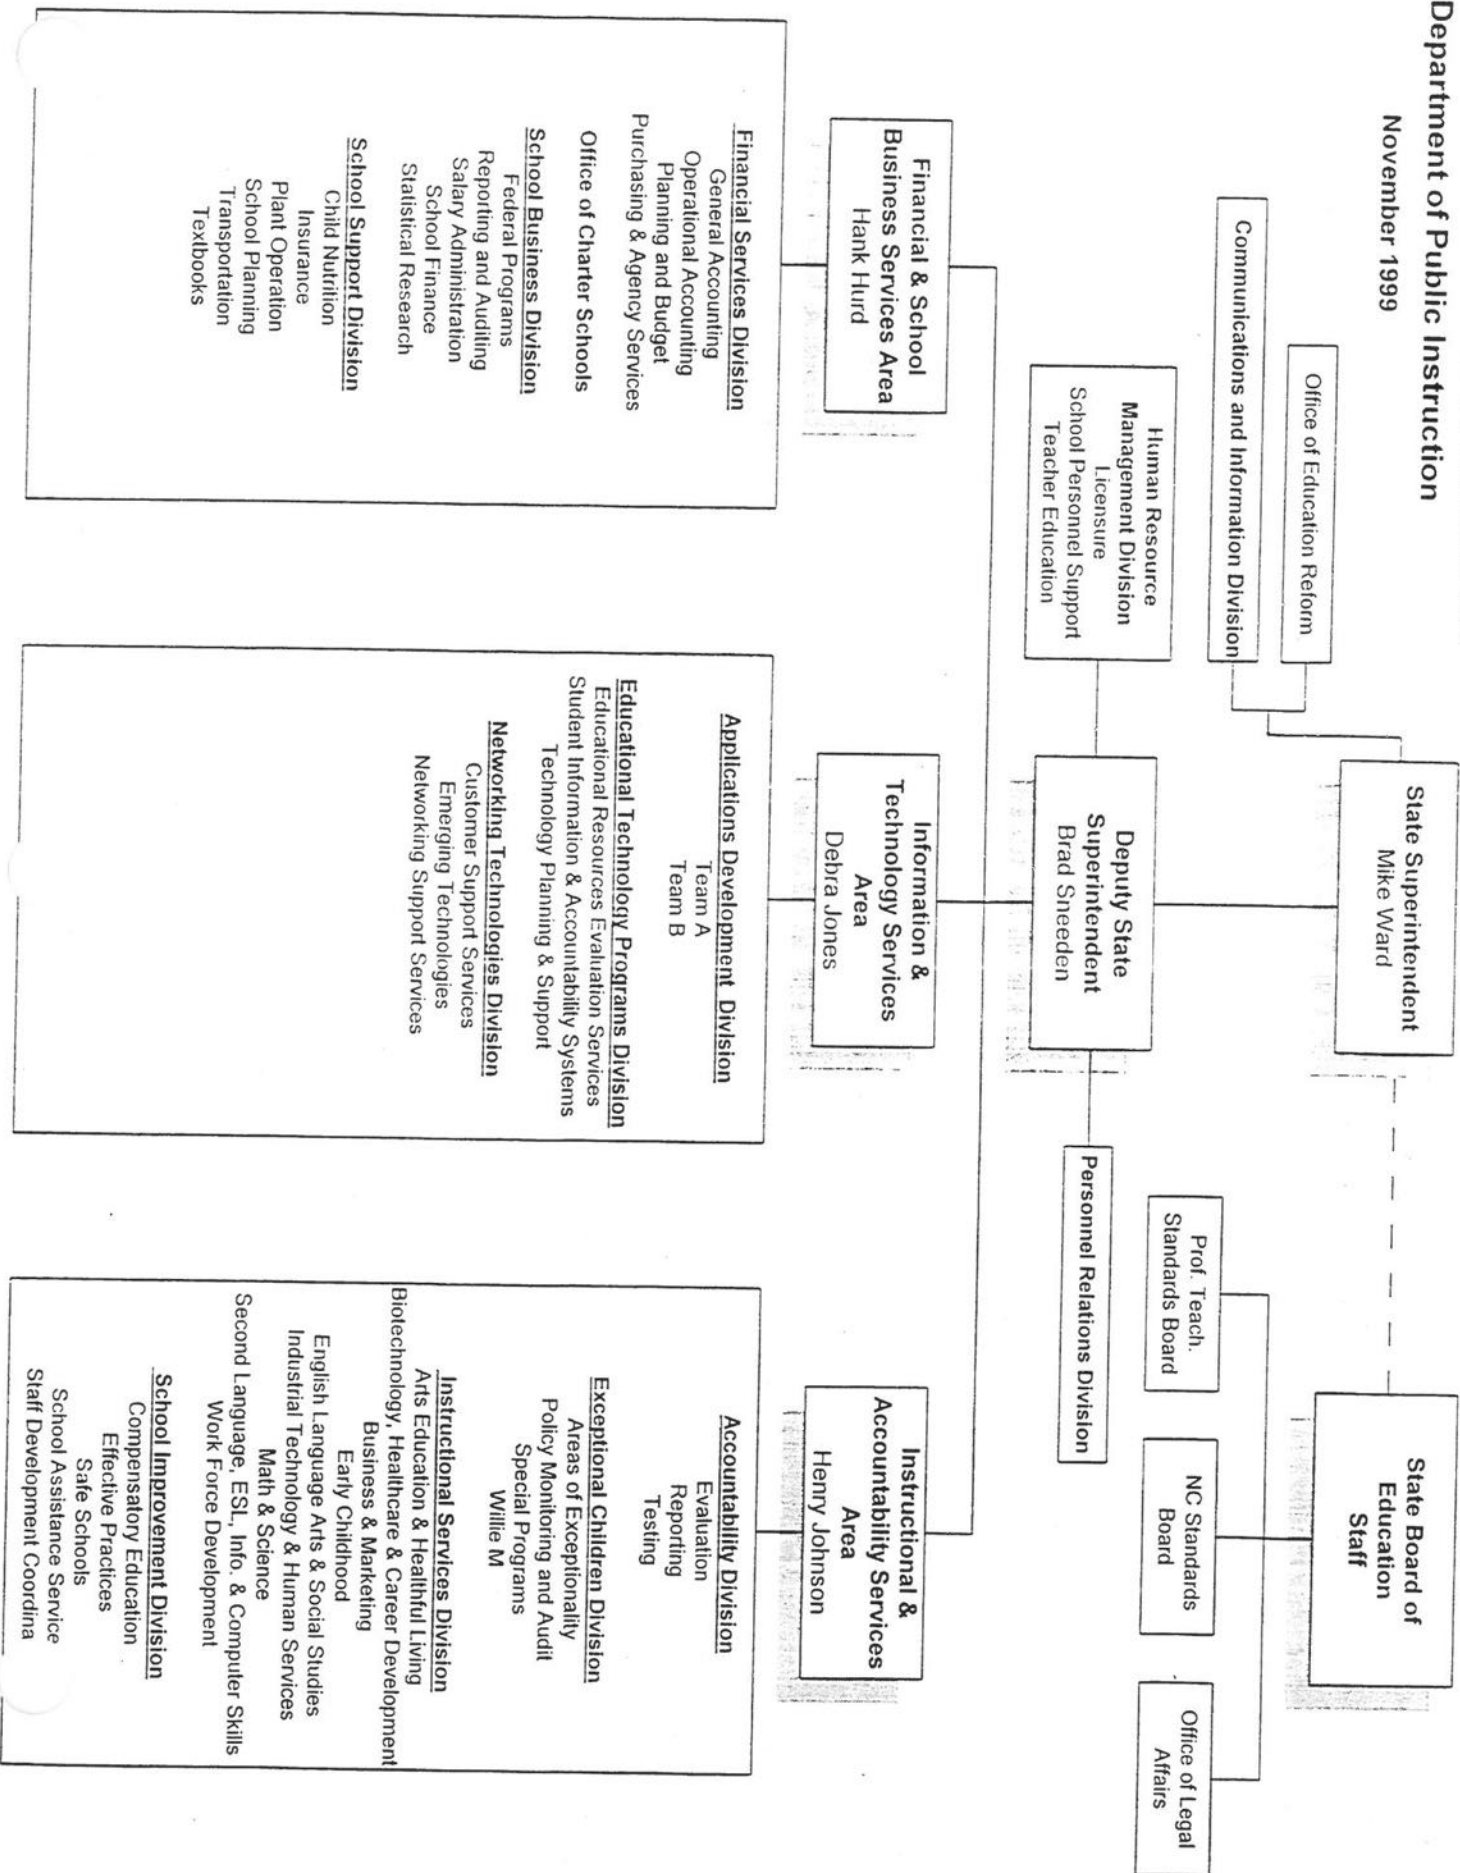 Department of Public Instruction
November 1999
Office of Education Reform
Communications and Information Division
State Superintendent
Mike Ward
State Board of
Education
Staff
Human Resource
Management Division
Licensure
School Personnel Support
Teacher Education
Deputy State
Superintendent
Brad Sneeden
Personnel Relations Division
Prof. Teach.
Standards Board
NC Standards
Board
Office of Legal
Affairs
Financial & School
Business Services Area
Hank Hurd
Information &
Technology Services
Area
Debra Jones
Instructional &
Accountability Services
Area
Henry Johnson
Financial Services Division
General Accounting
Operational Accounting
Planning and Budget
Purchasing & Agency Services
Office of Charter Schools
School Business Division
Federal Programs
Reporting and Auditing
Salary Administration
School Finance
Statistical Research
School Support Division
Child Nutrition
Insurance
Plant Operation
School Planning
Transportation
Textbooks
Applications Development Division
Team A
Team B
Educational Technology Programs Division
Educational Resources Evaluation Services
Student Information & Accountability Systems
Technology Planning & Support
Networking Technologies Division
Customer Support Services
Emerging Technologies
Networking Support Services
Accountability Division
Evaluation
Reporting
Testing
Exceptional Children Division
Areas of Exceptionality
Policy Monitoring and Audit
Special Programs
Willie M
Instructional Services Division
Arts Education & Healthful Living
Biotechnology, Healthcare & Career Development
Business & Marketing
Early Childhood
English Language Arts & Social Studies
Industrial Technology & Human Services
Math & Science
Second Language, ESL, Info. & Computer Skills
Work Force Development
School Improvement Division
Compensatory Education
Effective Practices
Safe Schools
School Assistance Service
Staff Development Coordina